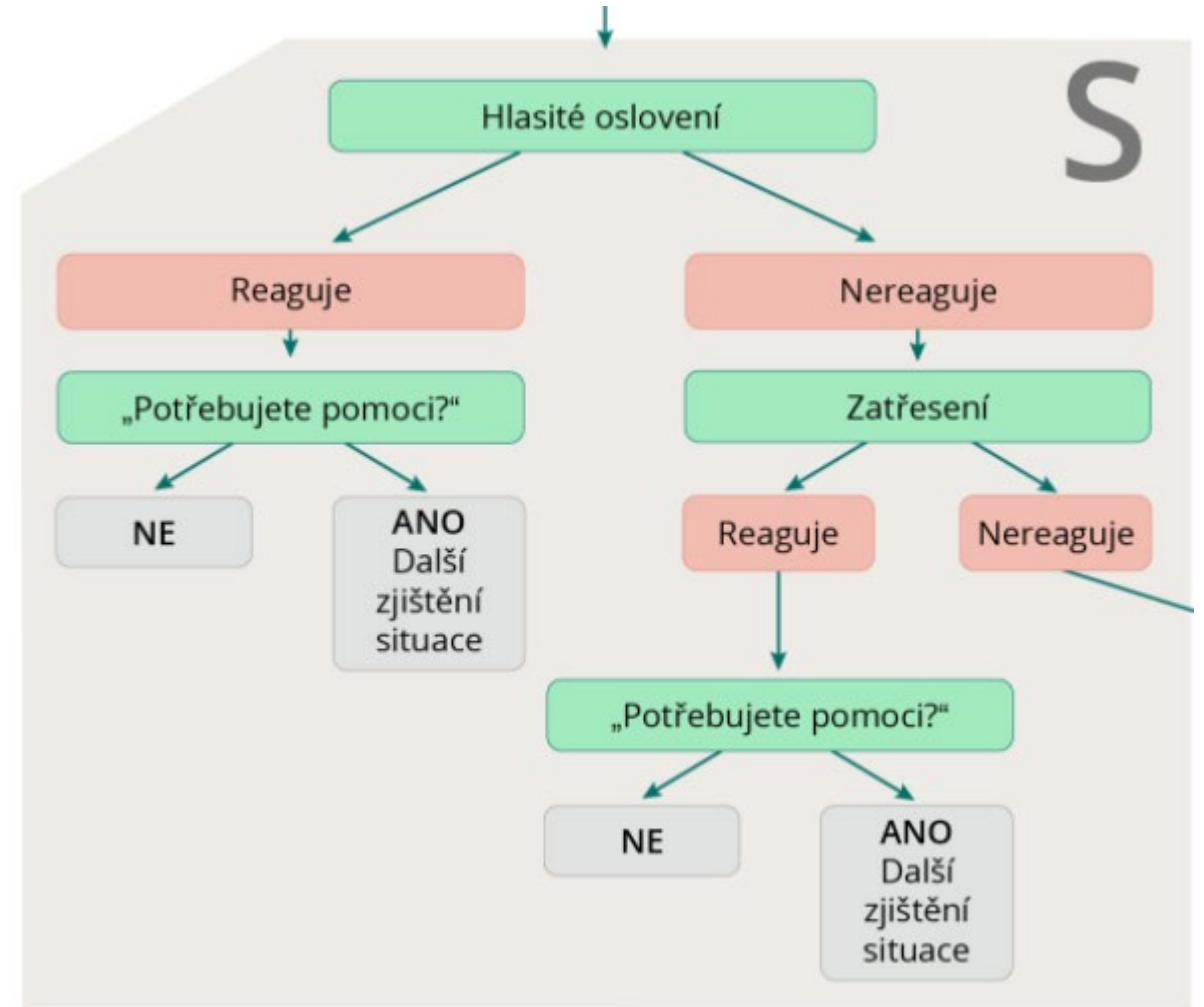 S
Hlasité oslovení
Reaguje
Nereaguje
„Potřebujete pomoci?“
Zatřesení
NE
ANO
Další
zjištění
situace
Reaguje
Nereaguje
„Potřebujete pomoci?“
NE
ANO
Další
zjištění
situace